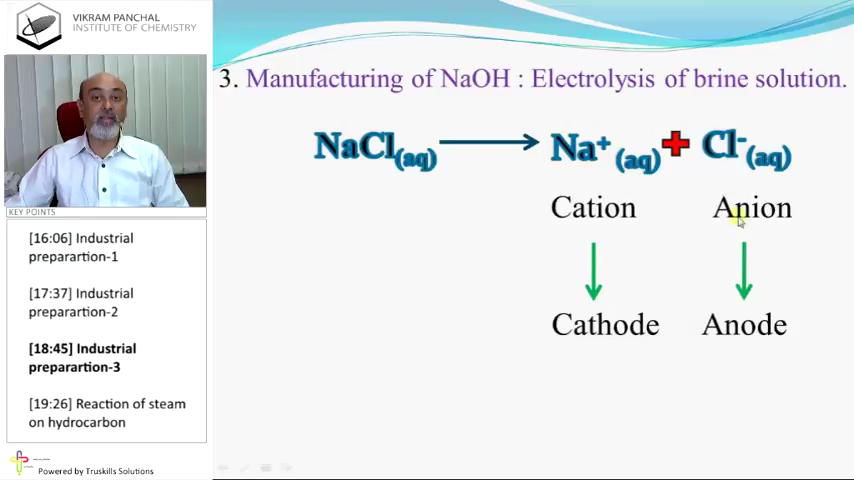 VIKRAM PANCHAL
INSTITUTE OF CHEMISTRY
3. Manufacturing of NaOH : Electrolysis of brine solution.
NaCl(aq) → Na⁺(aq) + Cl⁻(aq)
Cation Anion
Cathode Anode
KEY POINTS
[16:06] Industrial
preparartion-1
[17:37] Industrial
preparartion-2
[18:45] Industrial
preparartion-3
[19:26] Reaction of steam
on hydrocarbon
Powered by Truskills Solutions